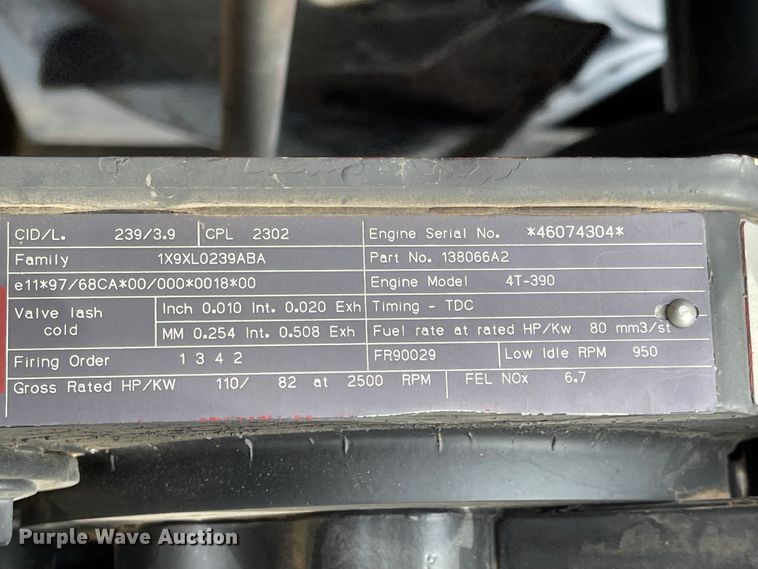 CID/L. 239/3.9 CPL 2302 Engine Serial No. *46074304*
Family 1X9XL0239ABA Part No. 138066A2
e11*97/68CA*00/000*0018*00 Engine Model 4T-390
Valve lash cold Inch 0.010 Int. 0.020 Exh Timing - TDC
MM 0.254 Int. 0.508 Exh Fuel rate at rated HP/Kw 80 mm3/st
Firing Order 1 3 4 2 FR90029 Low Idle RPM 950
Gross Rated HP/KW 110/ 82 at 2500 RPM FEL NOx 6.7
Purple Wave Auction